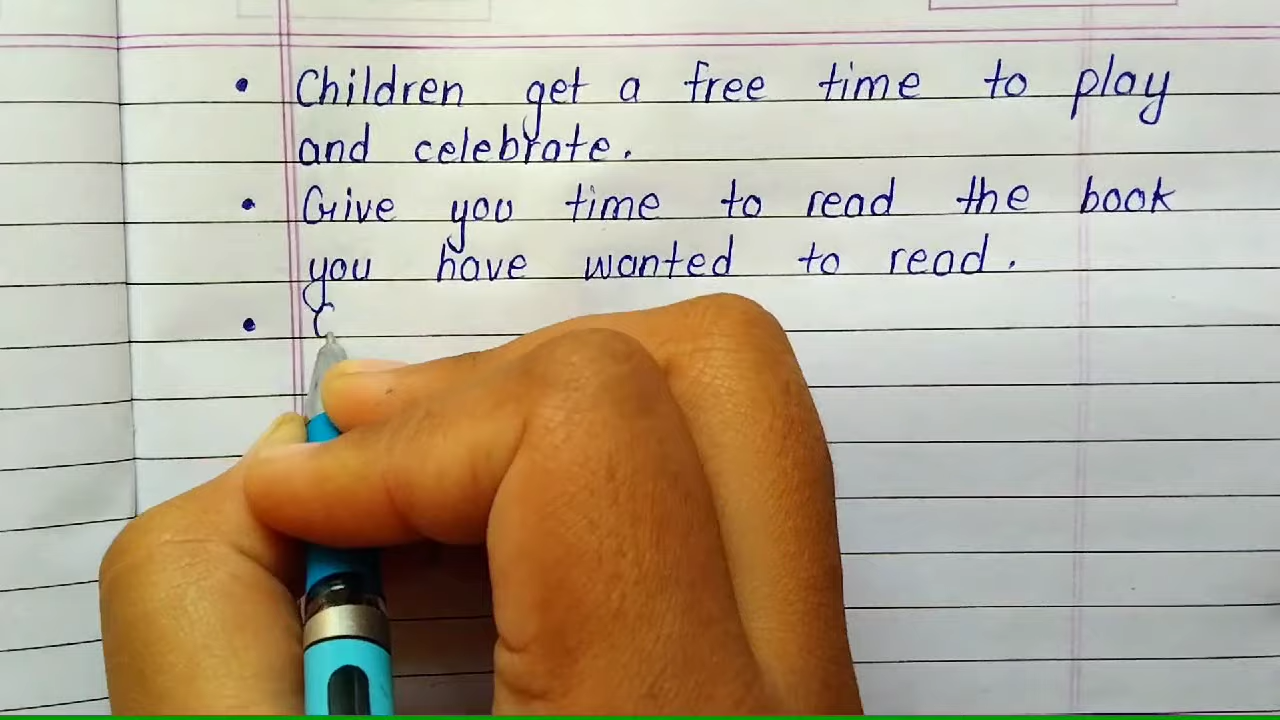 • Children get a free time to play
and celebrate.
• Give you time to read the book
you have wanted to read.
•